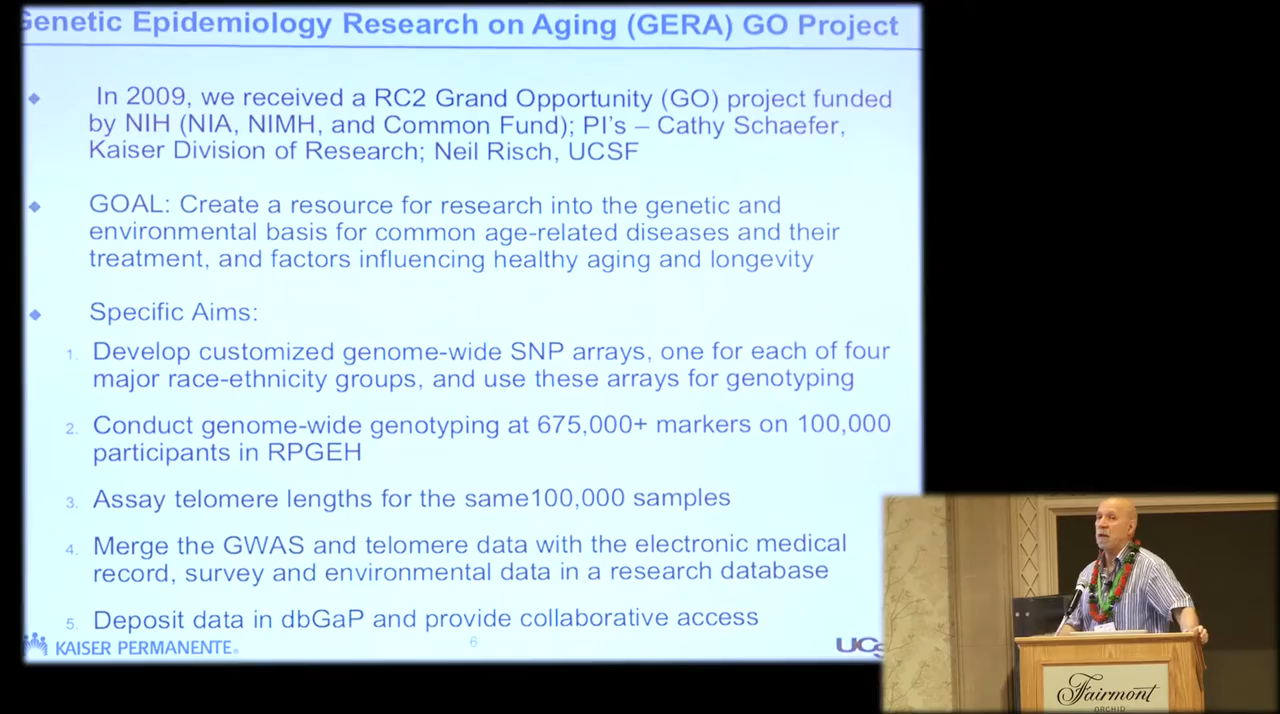 Genetic Epidemiology Research on Aging (GERA) GO Project
In 2009, we received a RC2 Grand Opportunity (GO) project funded
by NIH (NIA, NIMH, and Common Fund); PI's – Cathy Schaefer,
Kaiser Division of Research; Neil Risch, UCSF
GOAL: Create a resource for research into the genetic and
environmental basis for common age-related diseases and their
treatment, and factors influencing healthy aging and longevity
Specific Aims:
1. Develop customized genome-wide SNP arrays, one for each of four
major race-ethnicity groups, and use these arrays for genotyping
2. Conduct genome-wide genotyping at 675,000+ markers on 100,000
participants in RPGEH
3. Assay telomere lengths for the same100,000 samples
4. Merge the GWAS and telomere data with the electronic medical
record, survey and environmental data in a research database
5. Deposit data in dbGaP and provide collaborative access
KAISER PERMANENTE®
6
UCS
Fairmont
ORCHID